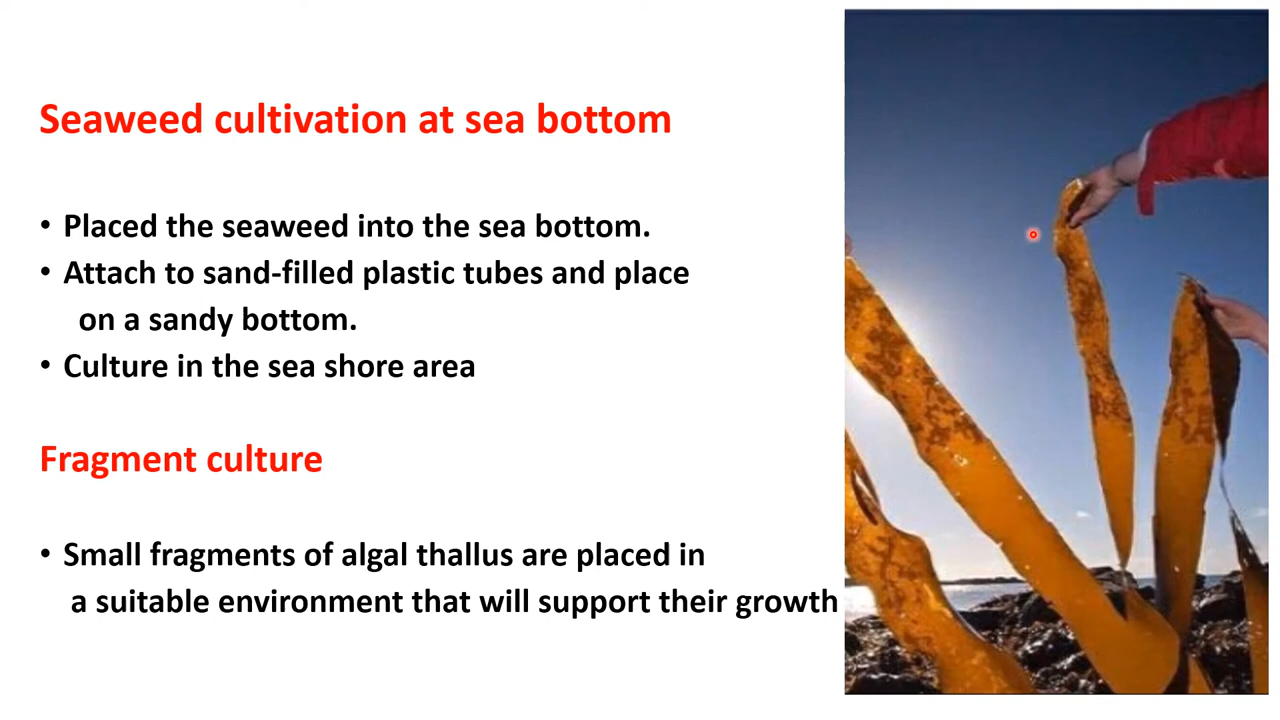 Seaweed cultivation at sea bottom
• Placed the seaweed into the sea bottom.
• Attach to sand-filled plastic tubes and place
on a sandy bottom.
• Culture in the sea shore area
Fragment culture
• Small fragments of algal thallus are placed in
a suitable environment that will support their growth